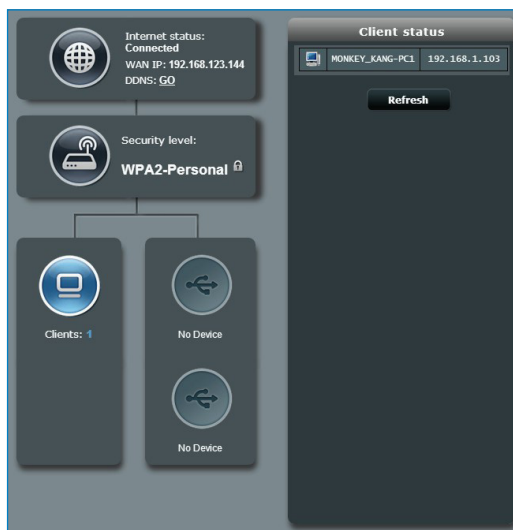 Internet status:
Connected
WAN IP: 192.168.123.144
DDNS: GO
Security level:
WPA2-Personal
Clients: 1
No Device
No Device
Client status
MONKEY_KANG-PC1 192.168.1.103
Refresh